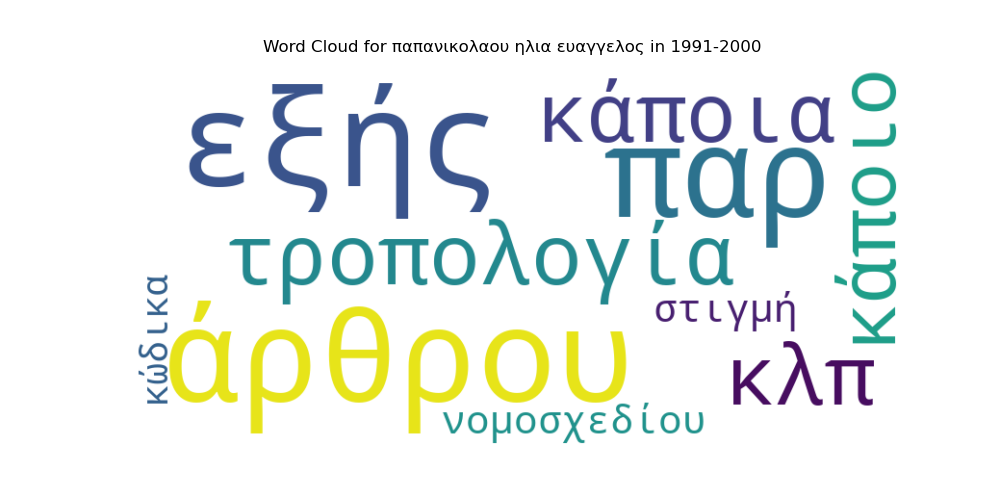 Word Cloud for παπανικολαου ηλια ευαγγελος in 1991-2000
εξής
κάποια
κάποιο
παρ
τροπολογία
κώδικα
στιγμή
άρθρου
κλπ
νομοσχεδίου